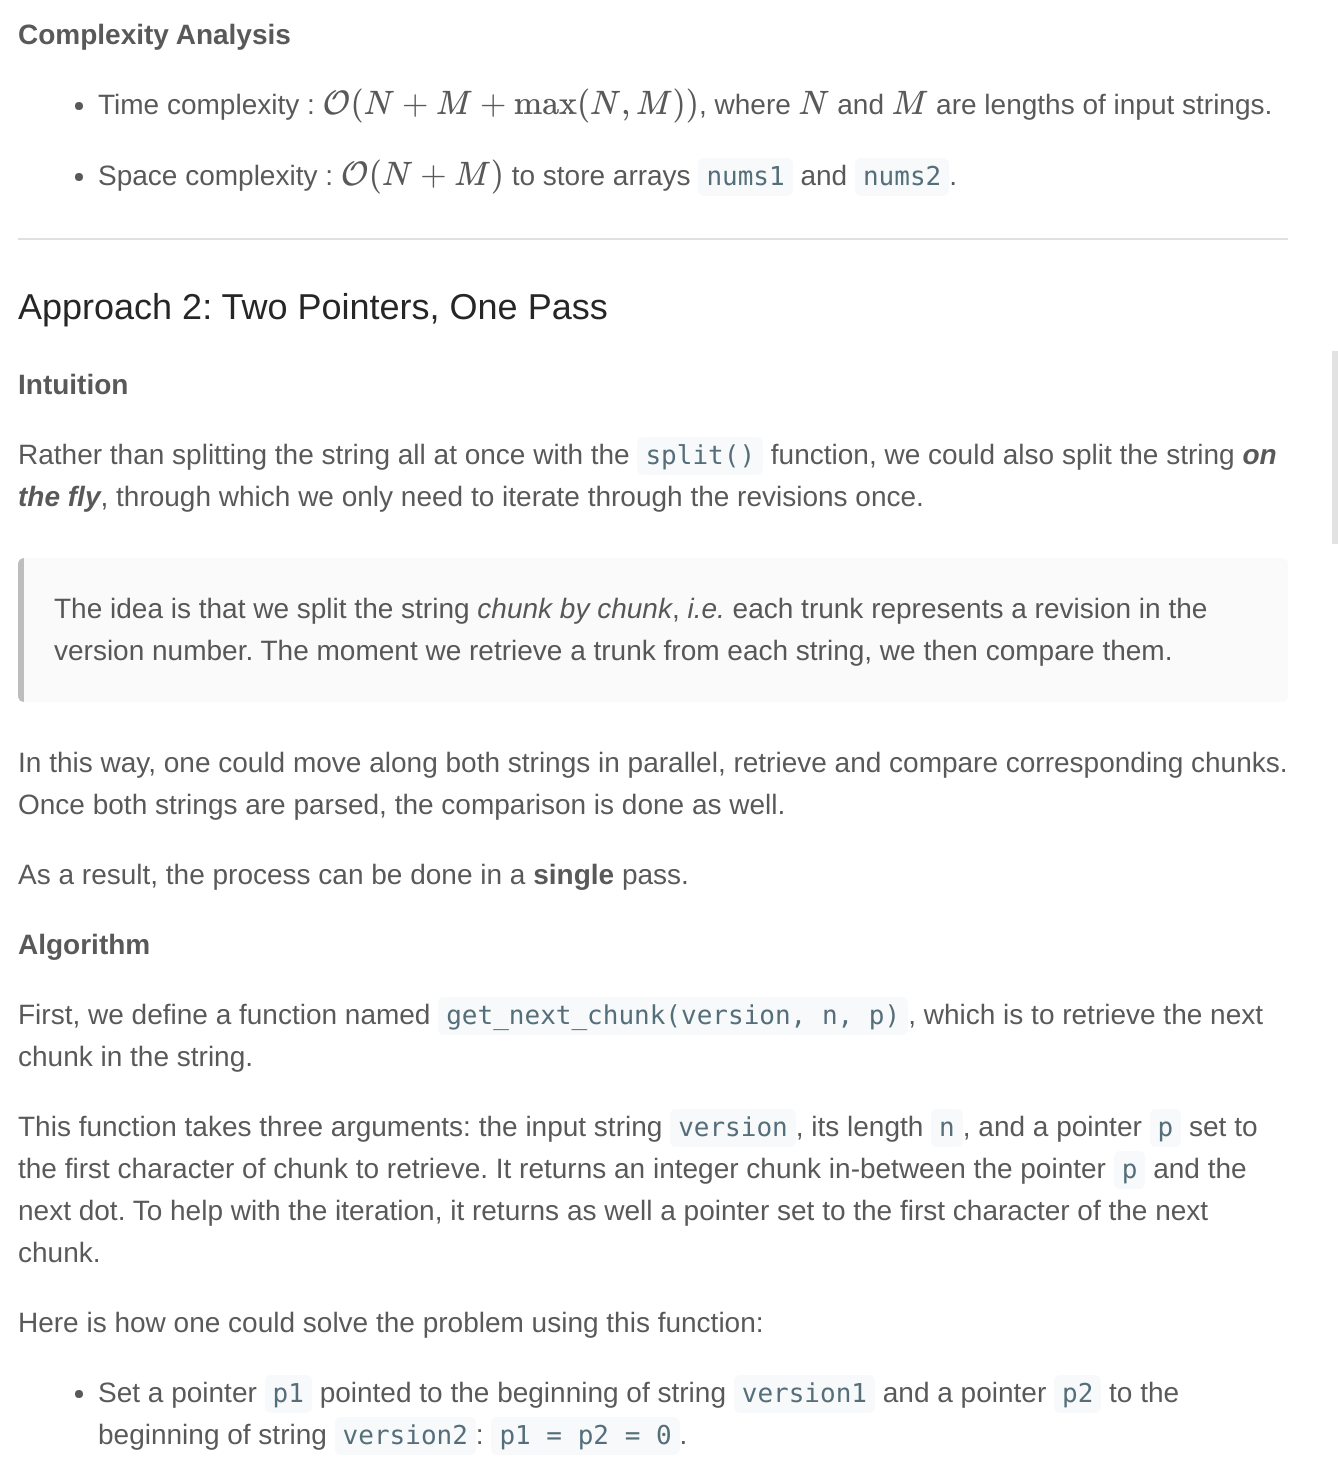 Complexity Analysis
• Time complexity : 𝒪(N + M + max(N, M)), where N and M are lengths of input strings.
• Space complexity : 𝒪(N + M) to store arrays nums1 and nums2.
Approach 2: Two Pointers, One Pass
Intuition
Rather than splitting the string all at once with the split() function, we could also split the string on
the fly, through which we only need to iterate through the revisions once.
The idea is that we split the string chunk by chunk, i.e. each trunk represents a revision in the
version number. The moment we retrieve a trunk from each string, we then compare them.
In this way, one could move along both strings in parallel, retrieve and compare corresponding chunks.
Once both strings are parsed, the comparison is done as well.
As a result, the process can be done in a single pass.
Algorithm
First, we define a function named get_next_chunk(version, n, p), which is to retrieve the next
chunk in the string.
This function takes three arguments: the input string version, its length n, and a pointer p set to
the first character of chunk to retrieve. It returns an integer chunk in-between the pointer p and the
next dot. To help with the iteration, it returns as well a pointer set to the first character of the next
chunk.
Here is how one could solve the problem using this function:
• Set a pointer p1 pointed to the beginning of string version1 and a pointer p2 to the
beginning of string version2: p1 = p2 = 0.